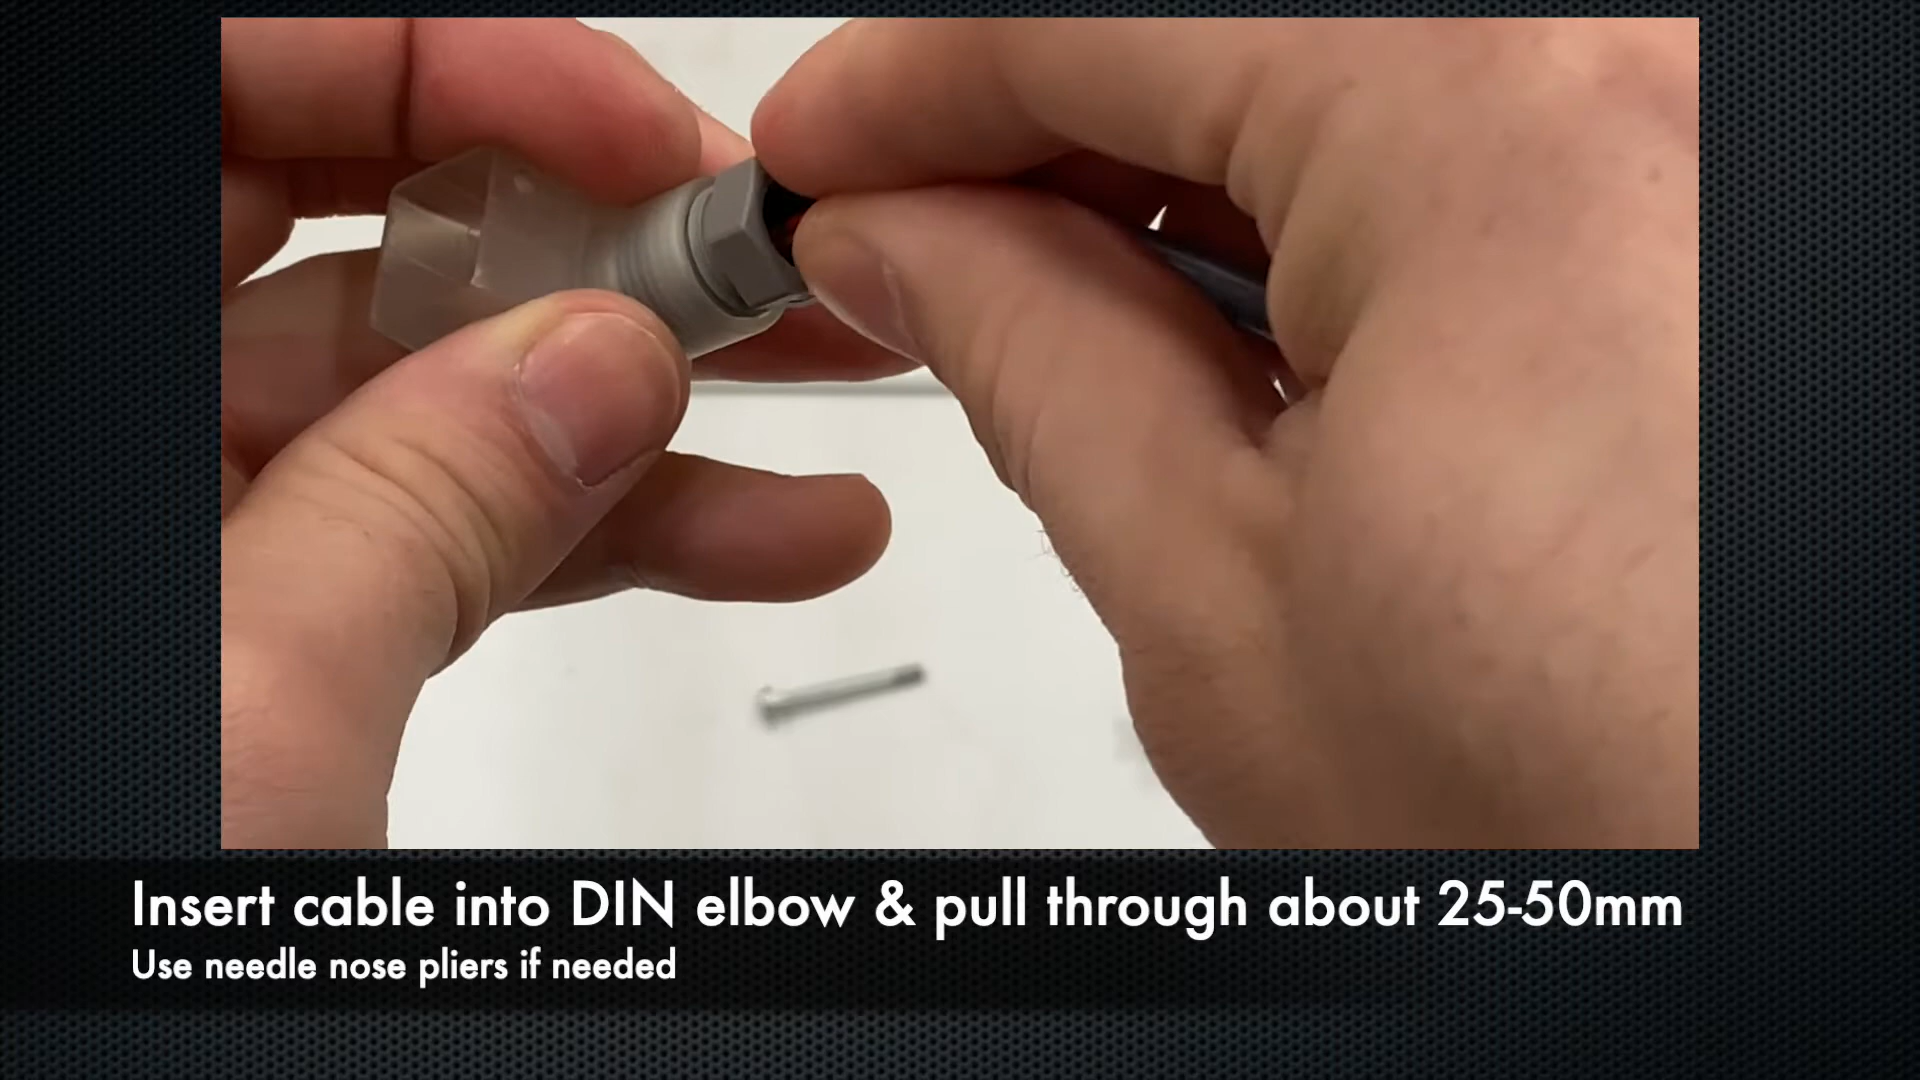 Insert cable into DIN elbow & pull through about 25-50mm
Use needle nose pliers if needed